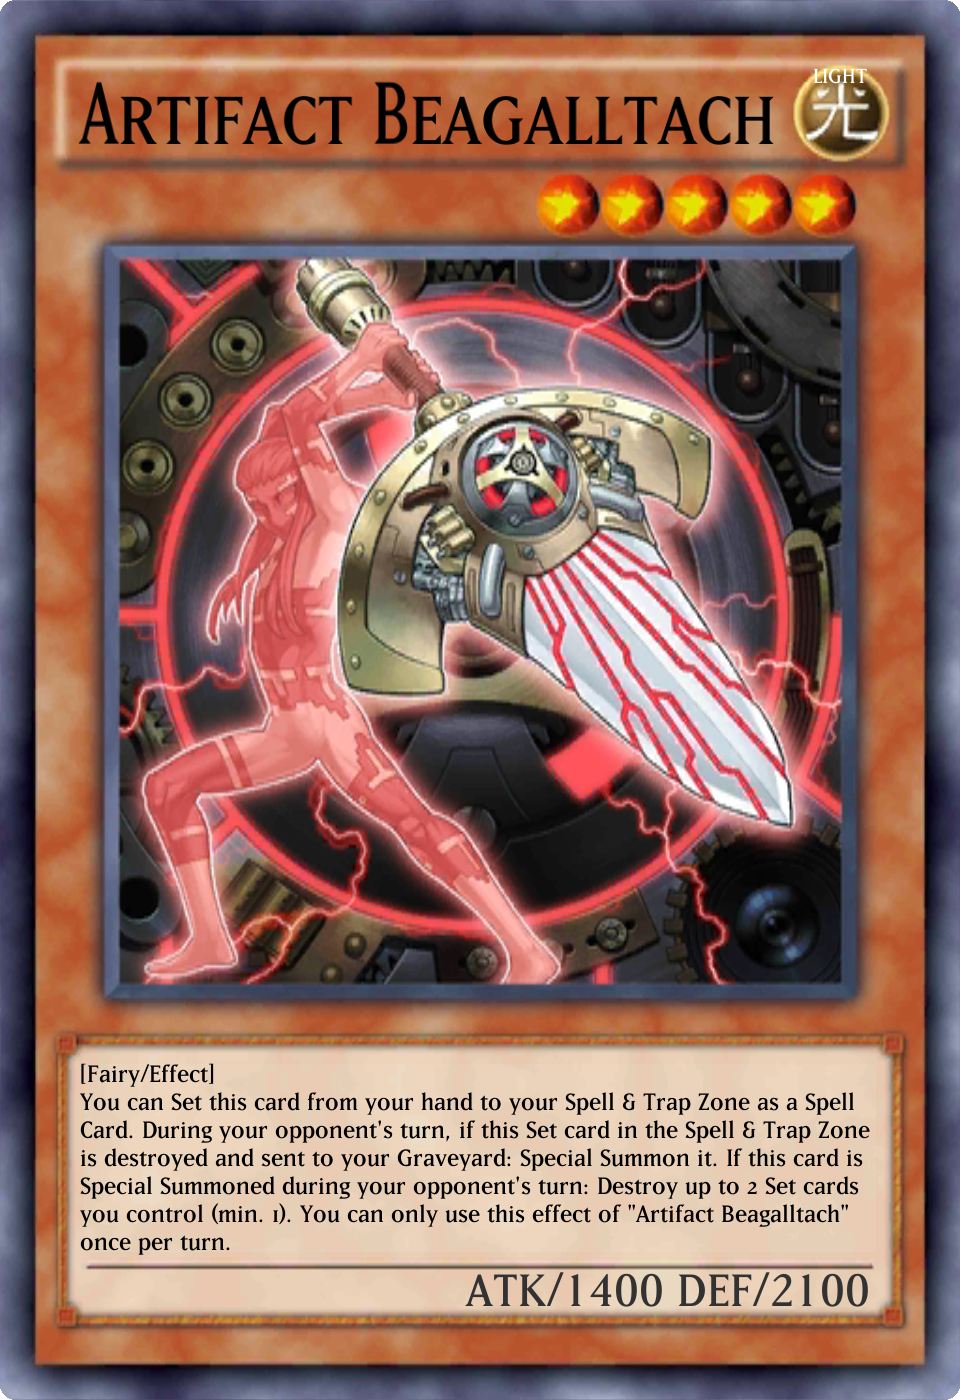 Artifact Beagalltach
LIGHT
光
[Fairy/Effect]
You can Set this card from your hand to your Spell & Trap Zone as a Spell
Card. During your opponent's turn, if this Set card in the Spell & Trap Zone
is destroyed and sent to your Graveyard: Special Summon it. If this card is
Special Summoned during your opponent's turn: Destroy up to 2 Set cards
you control (min. 1). You can only use this effect of "Artifact Beagalltach"
once per turn.
ATK/1400 DEF/2100